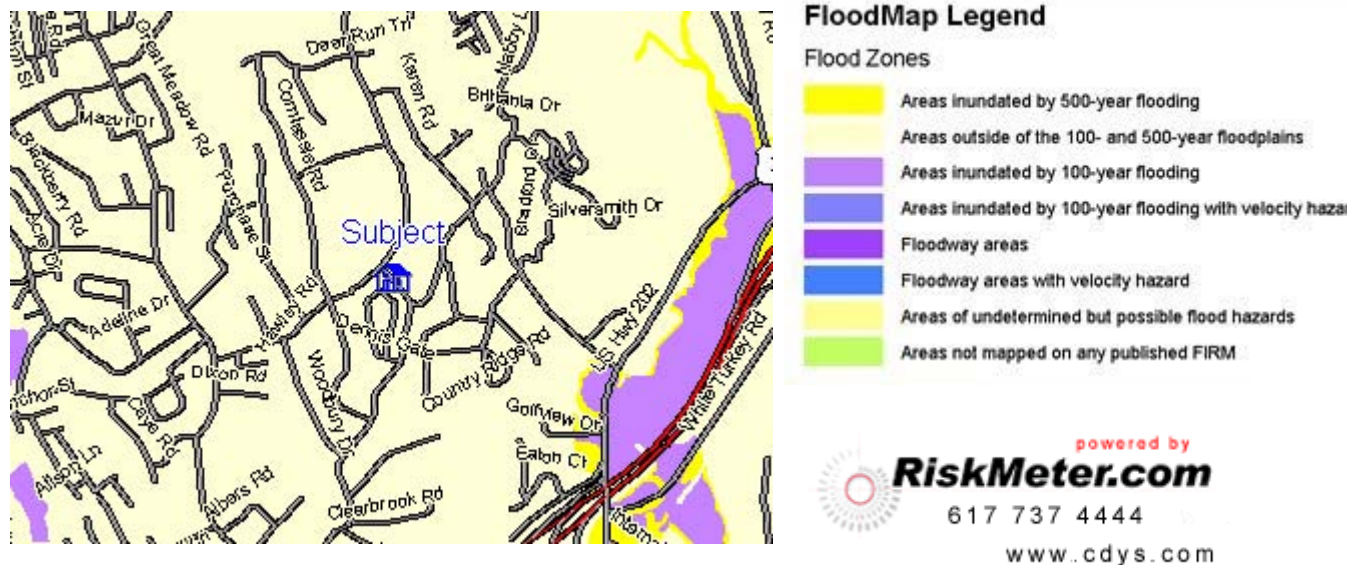 Great Meadow Rd
Deer Run Trl
Karen Rd
Nabby
Brittania Dr
Mazur Dr
Blackberry Rd
Purchase St
Bradford
Silversmith Dr
Subject
Acre Dr
Adeline Dr
Hawley Rd
Dennis Gate
US Hwy 202
White Turkey Rd
Dixon Rd
Woodbury Dr
Country Ridge Rd
Golfview Dr
nchor St
Caye Rd
Eaton Ct
Alison Ln
Albers Rd
Clearbrook Rd
Interna
FloodMap Legend
Flood Zones
Areas inundated by 500-year flooding
Areas outside of the 100- and 500-year floodplains
Areas inundated by 100-year flooding
Areas inundated by 100-year flooding with velocity hazar
Floodway areas
Floodway areas with velocity hazard
Areas of undetermined but possible flood hazards
Areas not mapped on any published FIRM
powered by
RiskMeter.com
617 737 4444
www.cdys.com